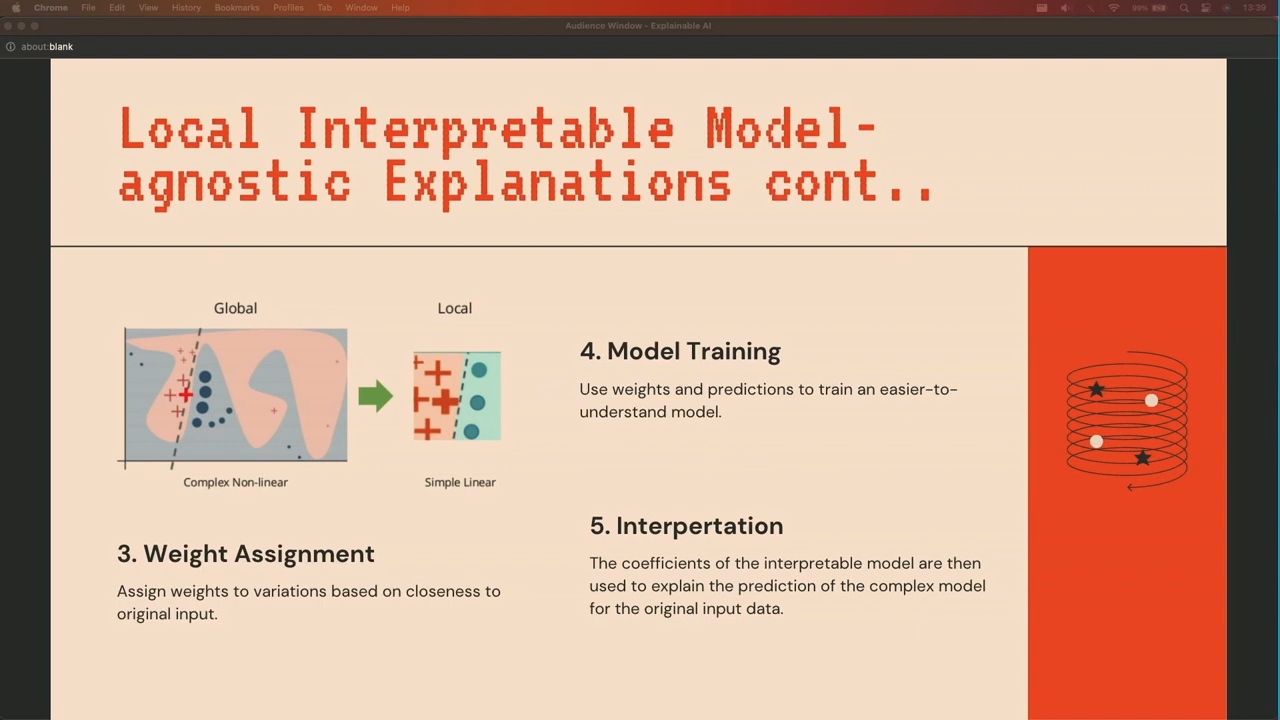 Chrome File Edit View History Bookmarks Profiles Tab Window Help 99% 13:39
Audience Window - Explainable AI
about:blank
Local Interpretable Model-
agnostic Explanations cont..
Global
Local
Complex Non-linear
Simple Linear
3. Weight Assignment
Assign weights to variations based on closeness to
original input.
4. Model Training
Use weights and predictions to train an easier-to-
understand model.
5. Interpertation
The coefficients of the interpretable model are then
used to explain the prediction of the complex model
for the original input data.